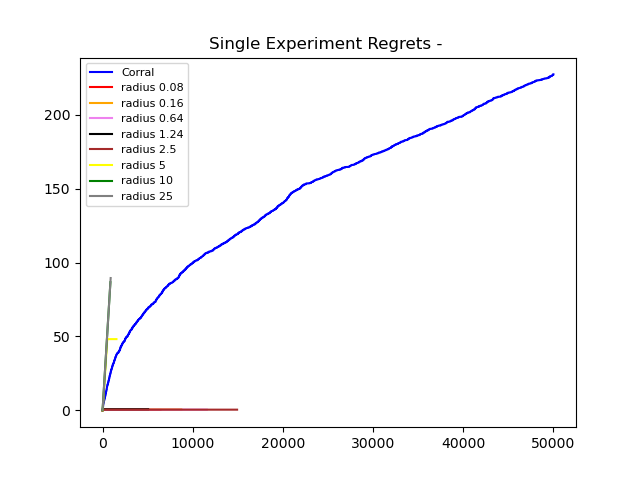 Single Experiment Regrets -
Corral
radius 0.08
radius 0.16
radius 0.64
radius 1.24
radius 2.5
radius 5
radius 10
radius 25
200
150
100
50
0
0 10000 20000 30000 40000 50000